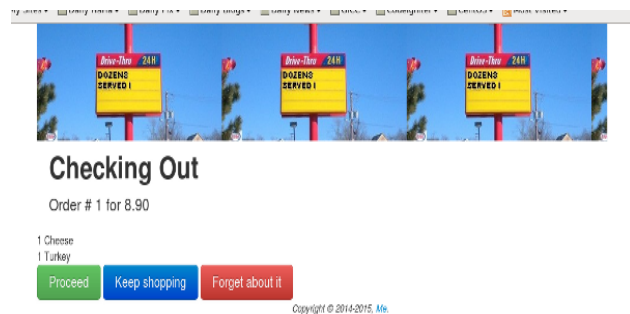 Drive-Thru 24H Drive-Thru 24H Drive-Thru 24H
DOZENS DOZENS DOZENS
SERVED ! SERVED ! SERVED !
Checking Out
Order # 1 for 8.90
1 Cheese
1 Turkey
Proceed Keep shopping Forget about it
Copyright © 2014-2015, Me.